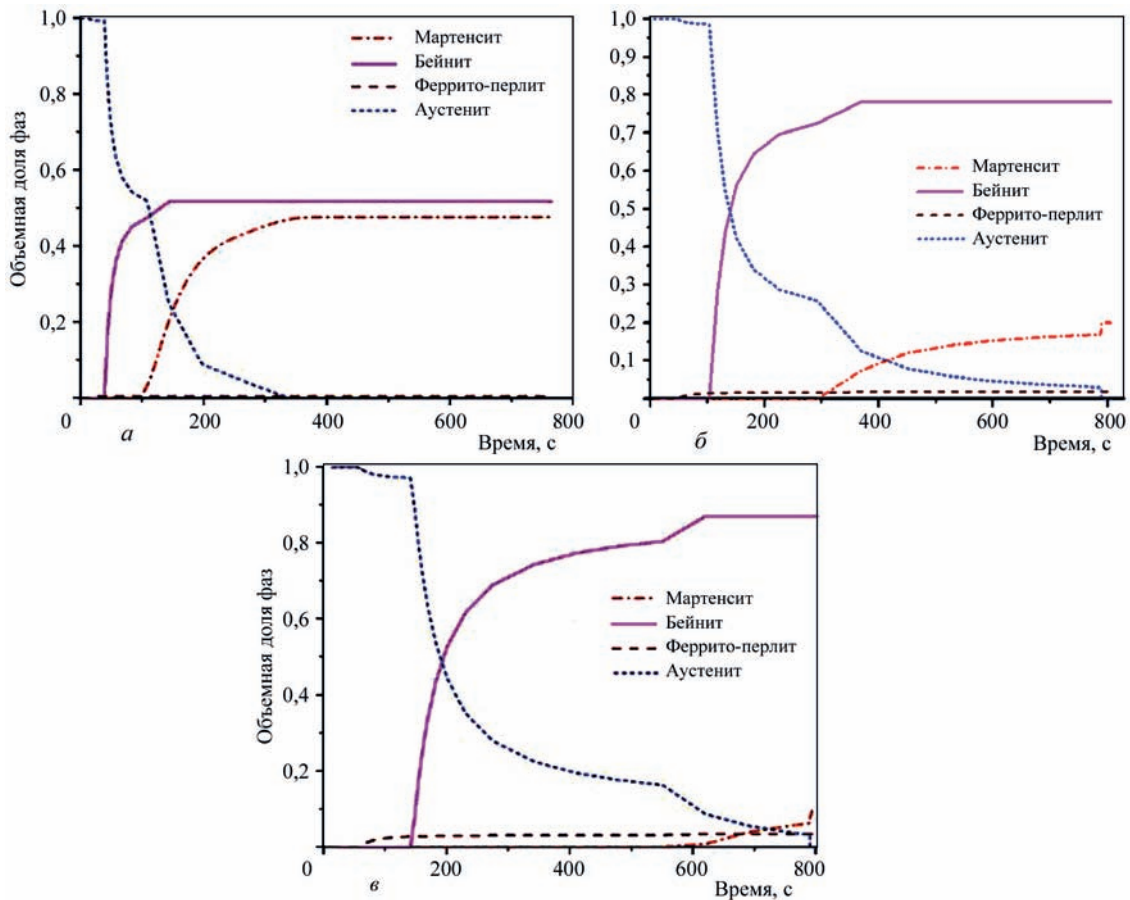 1,0
0,8
0,6
0,4
0,2
Объемная доля фаз
Мартенсит
Бейнит
Феррито-перлит
Аустенит
0 200 400 600 800
а
Время, с
1,0
0,9
0,8
0,7
0,6
0,5
0,4
0,3
0,2
0,1
Мартенсит
Бейнит
Феррито-перлит
Аустенит
0 200 400 600 800
б
Время, с
1,0
0,8
0,6
0,4
0,2
Объемная доля фаз
Мартенсит
Бейнит
Феррито-перлит
Аустенит
0 200 400 600 800
в
Время, с